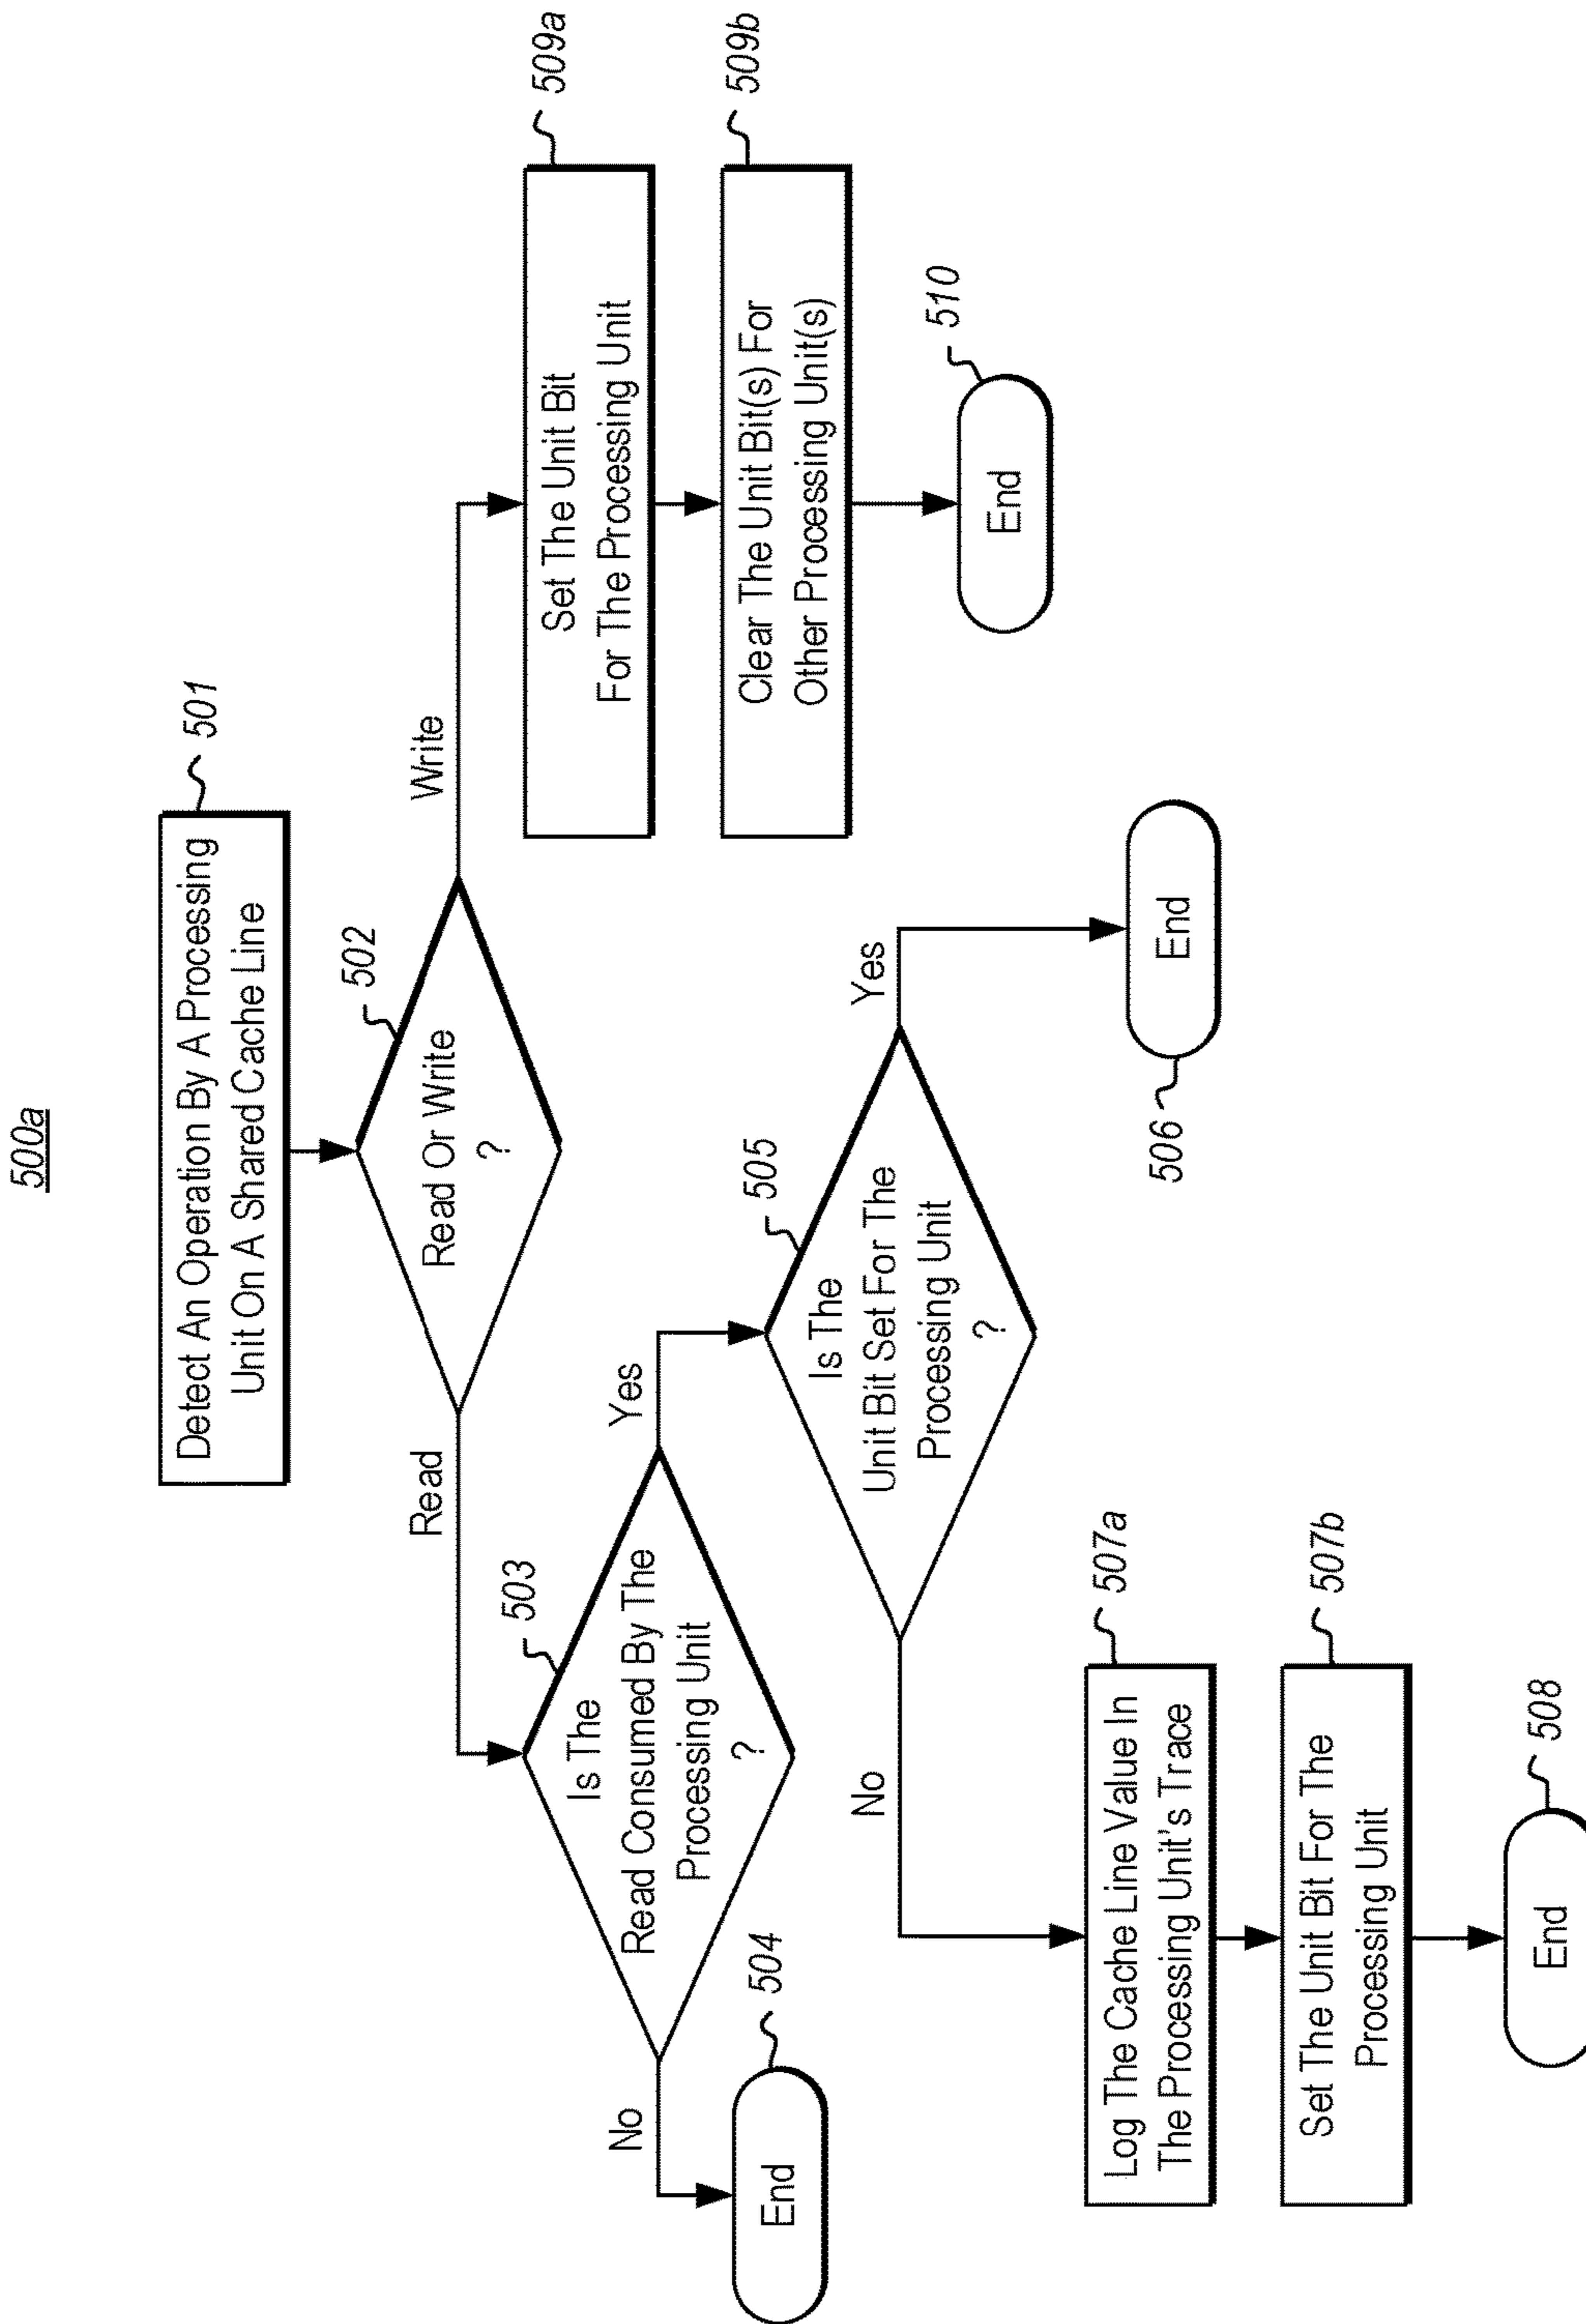 500a
Detect An Operation By A Processing
Unit On A Shared Cache Line
501
Read Or Write
?
502
Read
Write
Is The
Read Consumed By The
Processing Unit
?
503
No
Yes
End
504
Is The
Unit Bit Set For The
Processing Unit
?
505
No
Yes
End
506
Log The Cache Line Value In
The Processing Unit's Trace
507a
Set The Unit Bit For The
Processing Unit
507b
End
508
Set The Unit Bit
For The Processing Unit
509a
Clear The Unit Bit(s) For
Other Processing Unit(s)
509b
End
510